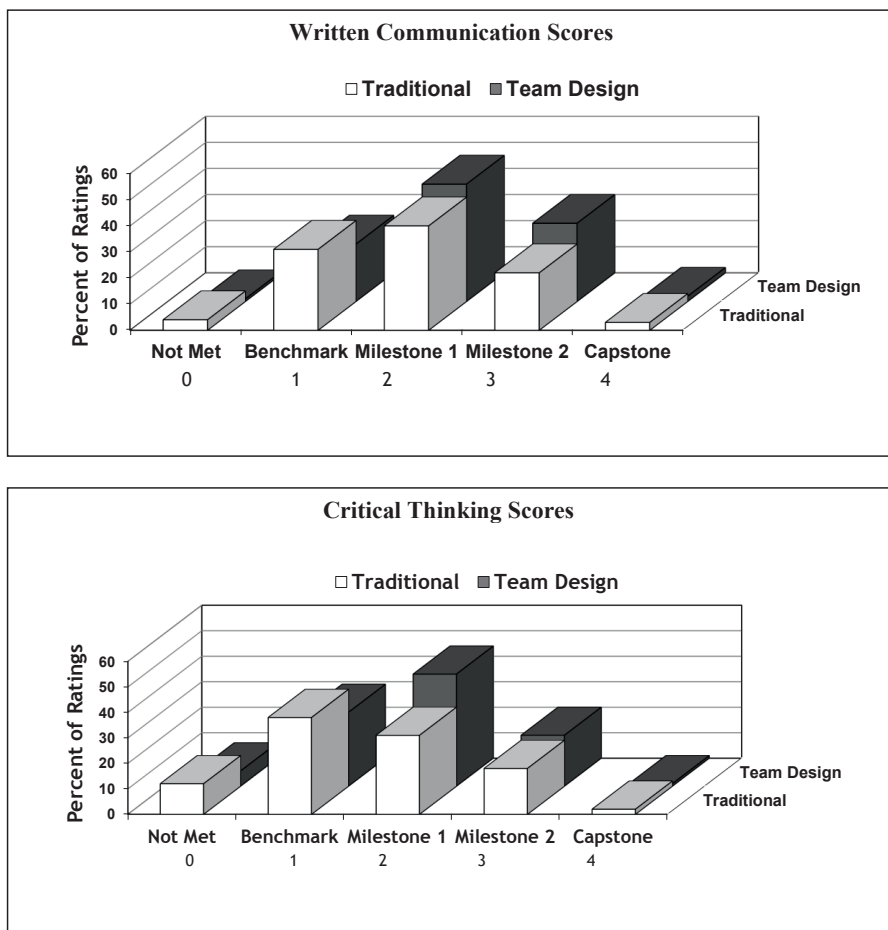 Written Communication Scores
Traditional Team Design
Percent of Ratings
60
50
40
30
20
10
0
Team Design
Traditional
Not Met Benchmark Milestone 1 Milestone 2 Capstone
0 1 2 3 4
Critical Thinking Scores
Traditional Team Design
Percent of Ratings
60
50
40
30
20
10
0
Team Design
Traditional
Not Met Benchmark Milestone 1 Milestone 2 Capstone
0 1 2 3 4